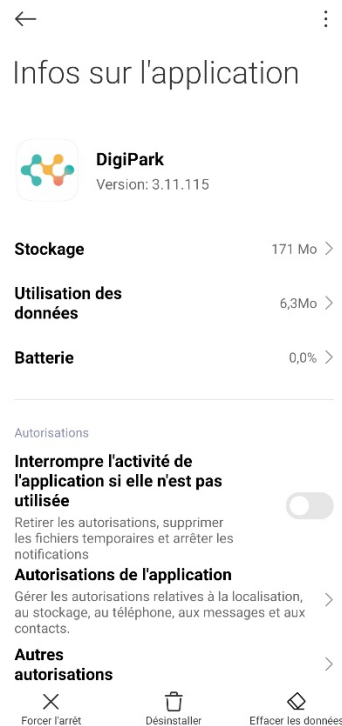 Infos sur l'application
DigiPark
Version: 3.11.115
Stockage
171 Mo
Utilisation des
données
6,3Mo
Batterie
0,0%
Autorisations
Interrompre l'activité de
l'application si elle n'est pas
utilisée
Retirer les autorisations, supprimer
les fichiers temporaires et arrêter les
notifications
Autorisations de l'application
Gérer les autorisations relatives à la localisation,
au stockage, au téléphone, aux messages et aux
contacts.
Autres
autorisations
Forcer l'arrêt
Désinstaller
Effacer les données